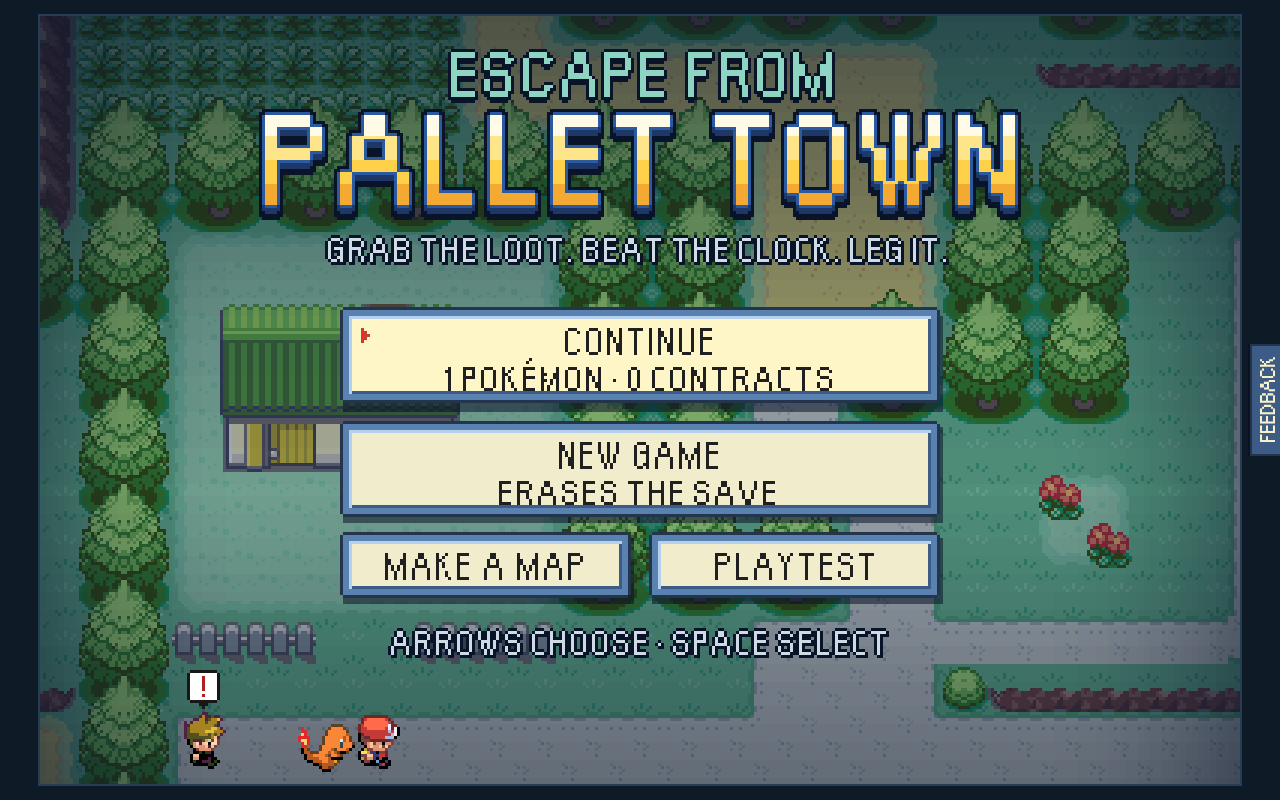 ESCAPE FROM
PALLET TOWN
GRAB THE LOOT. BEAT THE CLOCK. LEG IT.
CONTINUE
1 POKÉMON · 0 CONTRACTS
NEW GAME
ERASES THE SAVE
MAKE A MAP
PLAYTEST
ARROWS CHOOSE · SPACE SELECT
!
FEEDBACK